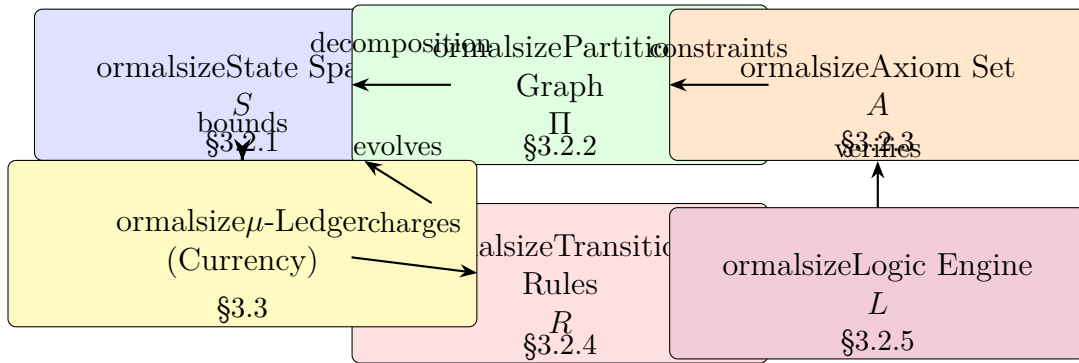 ormalsizeState Spa
S
§3.2.1
decomposition
ormalsizePartitio
Graph
Π
§3.2.2
constraints
ormalsizeAxiom Set
A
§3.2.3
bounds
evolves
verifies
ormalsizeμ-Ledger
(Currency)
§3.3
charges
alsizeTransitio
Rules
R
§3.2.4
ormalsizeLogic Engine
L
§3.2.5